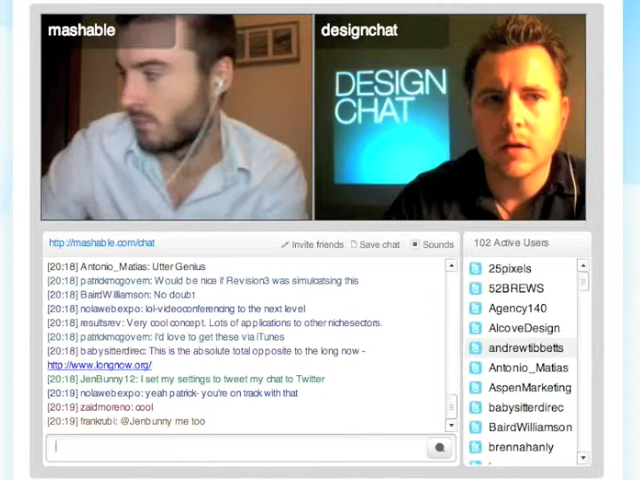 mashable
designchat
DESIGN
CHAT
http://mashable.com/chat
Invite friends
Save chat
Sounds
102 Active Users
[20:18] Antonio_Matias: Utter Genius
[20:18] patrickmcgovern: Would be nice if Revision3 was simulcatsing this
[20:18] BairdWilliamson: No doubt
[20:18] nolawebexpo: lol-videoconferencing to the next level
[20:18] resultsrev: Very cool concept. Lots of applications to other nichesectors.
[20:18] patrickmcgovern: I'd love to get these via iTunes
[20:18] babysitterdirec: This is the absolute total opposite to the long now -
http://www.longnow.org/
[20:18] JenBunny12: I set my settings to tweet my chat to Twitter
[20:19] nolawebexpo: yeah patrick- you're on track with that
[20:19] zaidmoreno: cool
[20:19] frankrubi: @Jenbunny me too
25pixels
52BREWS
Agency140
AlcoveDesign
andrewtibbetts
Antonio_Matias
AspenMarketing
babysitterdirec
BairdWilliamson
brennahanly